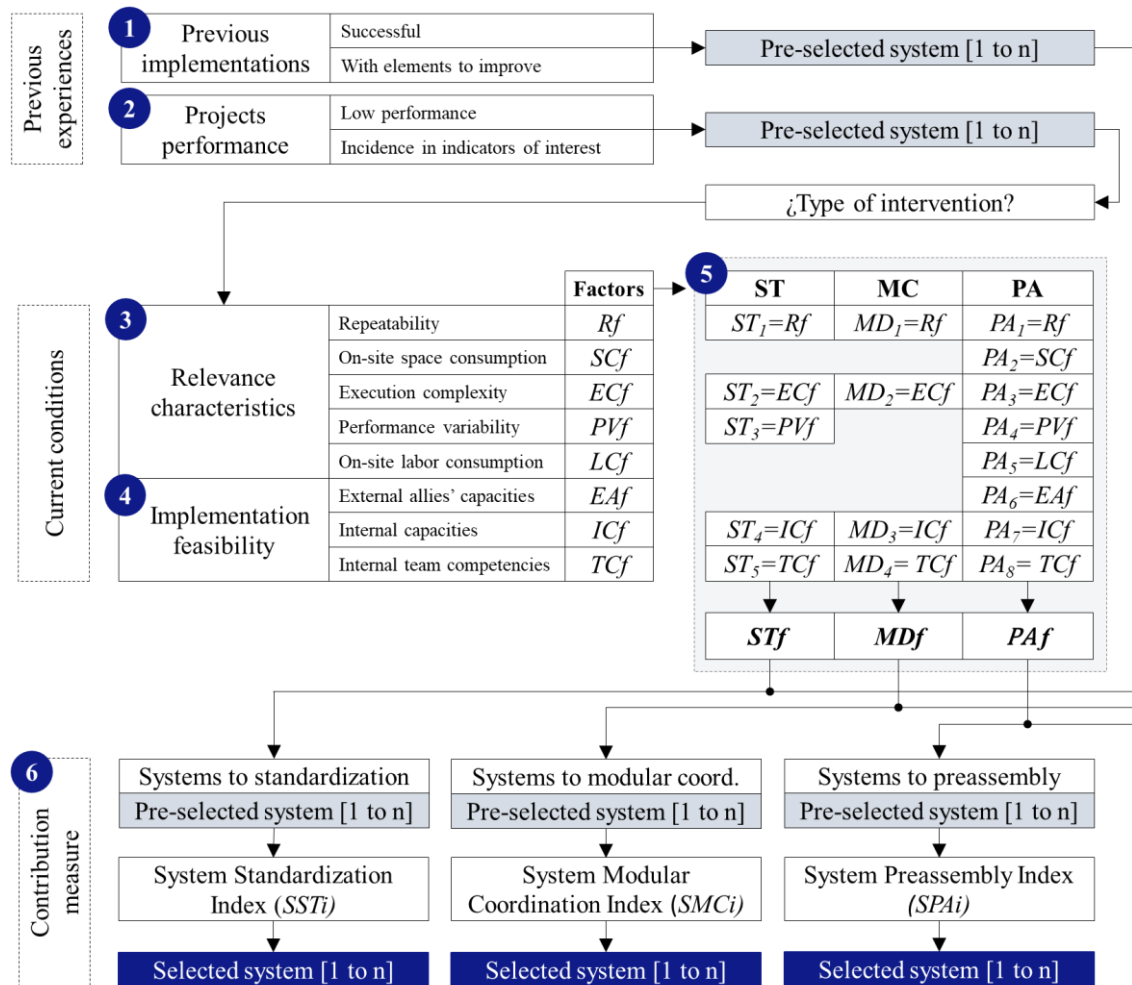 Previous experiences
1
Previous implementations
Successful
With elements to improve
Pre-selected system [1 to n]
2
Projects performance
Low performance
Incidence in indicators of interest
Pre-selected system [1 to n]
¿Type of intervention?
Current conditions
Factors
5
ST MC PA
3
Relevance characteristics
Repeatability Rf ST1=Rf MD1=Rf PA1=Rf
On-site space consumption SCf PA2=SCf
Execution complexity ECf ST2=ECf MD2=ECf PA3=ECf
Performance variability PVf ST3=PVf PA4=PVf
On-site labor consumption LCf PA5=LCf
4
Implementation feasibility
External allies’ capacities EAf PA6=EAf
Internal capacities ICf ST4=ICf MD3=ICf PA7=ICf
Internal team competencies TCf ST5=TCf MD4= TCf PA8= TCf
STf MDf PAf
6
Contribution measure
Systems to standardization
Pre-selected system [1 to n]
System Standardization
Index (SSTi)
Selected system [1 to n]
Systems to modular coord.
Pre-selected system [1 to n]
System Modular
Coordination Index (SMCi)
Selected system [1 to n]
Systems to preassembly
Pre-selected system [1 to n]
System Preassembly Index
(SPAi)
Selected system [1 to n]